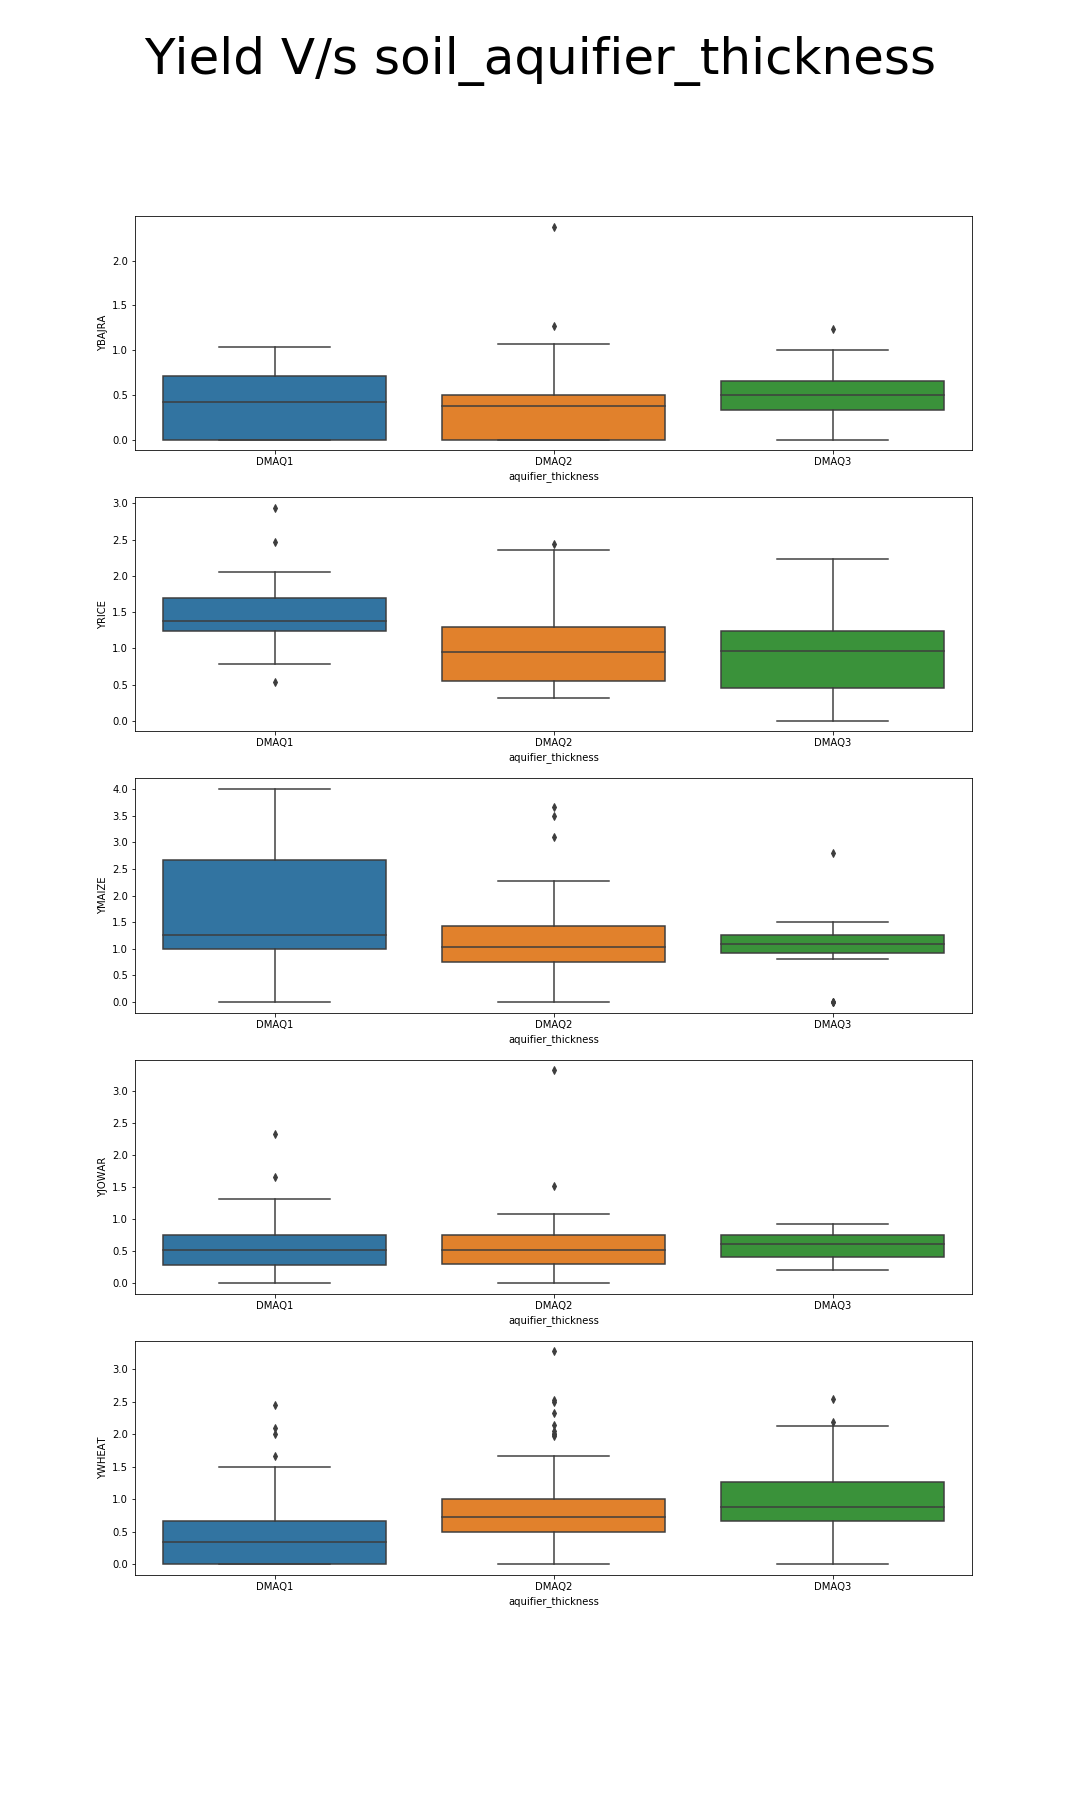 Yield V/s soil_aquifier_thickness
2.0
1.5
1.0
0.5
0.0
YBAJRA
DMAQ1 DMAQ2 DMAQ3
aquifier_thickness
3.0
2.5
2.0
1.5
1.0
0.5
0.0
YRICE
DMAQ1 DMAQ2 DMAQ3
aquifier_thickness
4.0
3.5
3.0
2.5
2.0
1.5
1.0
0.5
0.0
YMAIZE
DMAQ1 DMAQ2 DMAQ3
aquifier_thickness
3.0
2.5
2.0
1.5
1.0
0.5
0.0
YJOWAR
DMAQ1 DMAQ2 DMAQ3
aquifier_thickness
3.0
2.5
2.0
1.5
1.0
0.5
0.0
YWHEAT
DMAQ1 DMAQ2 DMAQ3
aquifier_thickness